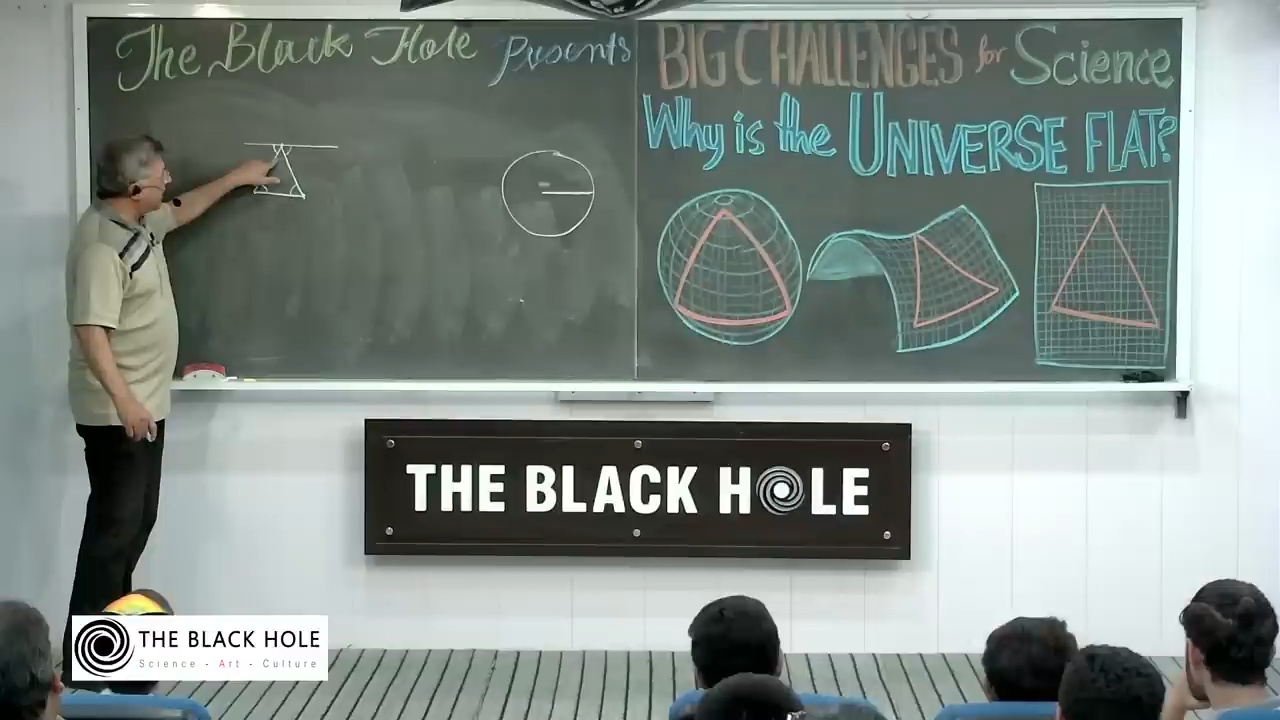 The Black Hole Presents
BIG CHALLENGES for Science
Why is the UNIVERSE FLAT?
THE BLACK HOLE
THE BLACK HOLE
Science - Art - Culture